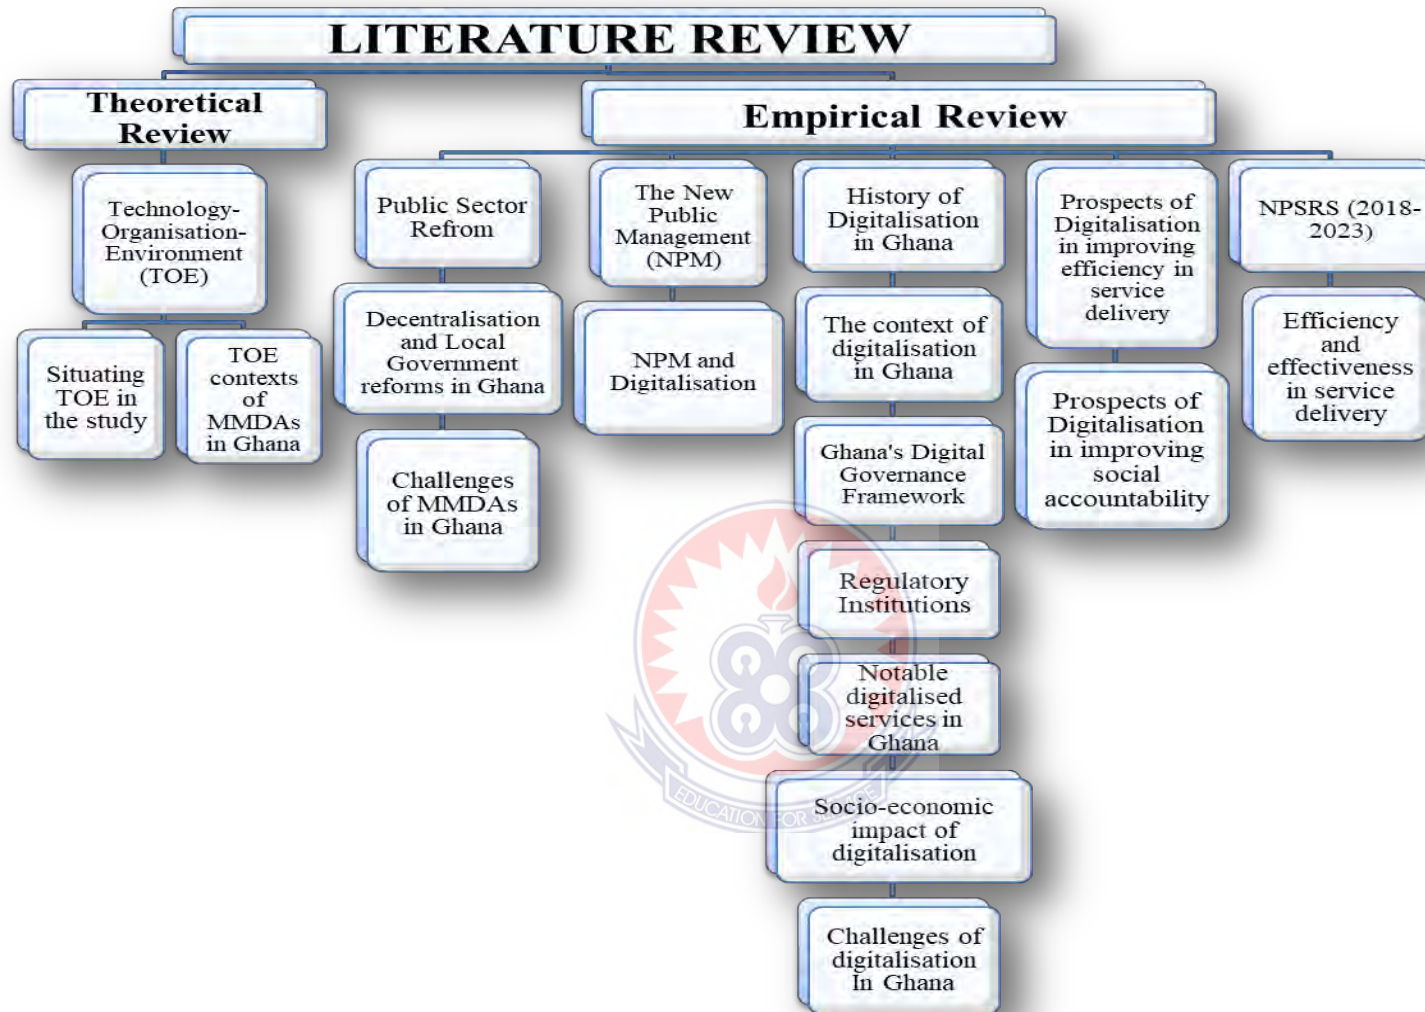 LITERATURE REVIEW
Theoretical
Review
Technology-
Organisation-
Environment
(TOE)
Situating
TOE in
the study
TOE
contexts
of
MMDAs
in Ghana
Empirical Review
Public Sector
Refrom
Decentralisation
and Local
Government
reforms in Ghana
Challenges
of MMDAs
in Ghana
The New
Public
Management
(NPM)
NPM and
Digitalisation
History of
Digitalisation
in Ghana
The context of
digitalisation
in Ghana
Ghana's Digital
Governance
Framework
Regulatory
Institutions
Notable
digitalised
services in
Ghana
Socio-economic
impact of
digitalisation
Challenges of
digitalisation
In Ghana
Prospects of
Digitalisation
in improving
efficiency in
service
delivery
Prospects of
Digitalisation
in improving
social
accountability
NPSRS (2018-
2023)
Efficiency
and
effectiveness
in service
delivery
EDUCATION FOR SERVICE